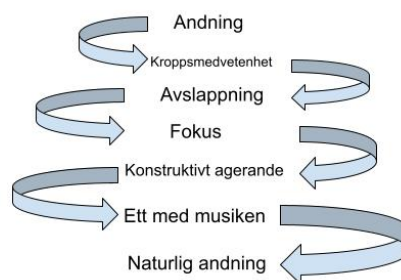 Andning
Kroppsmedvetenhet
Avslappning
Fokus
Konstruktivt agerande
Ett med musiken
Naturlig andning